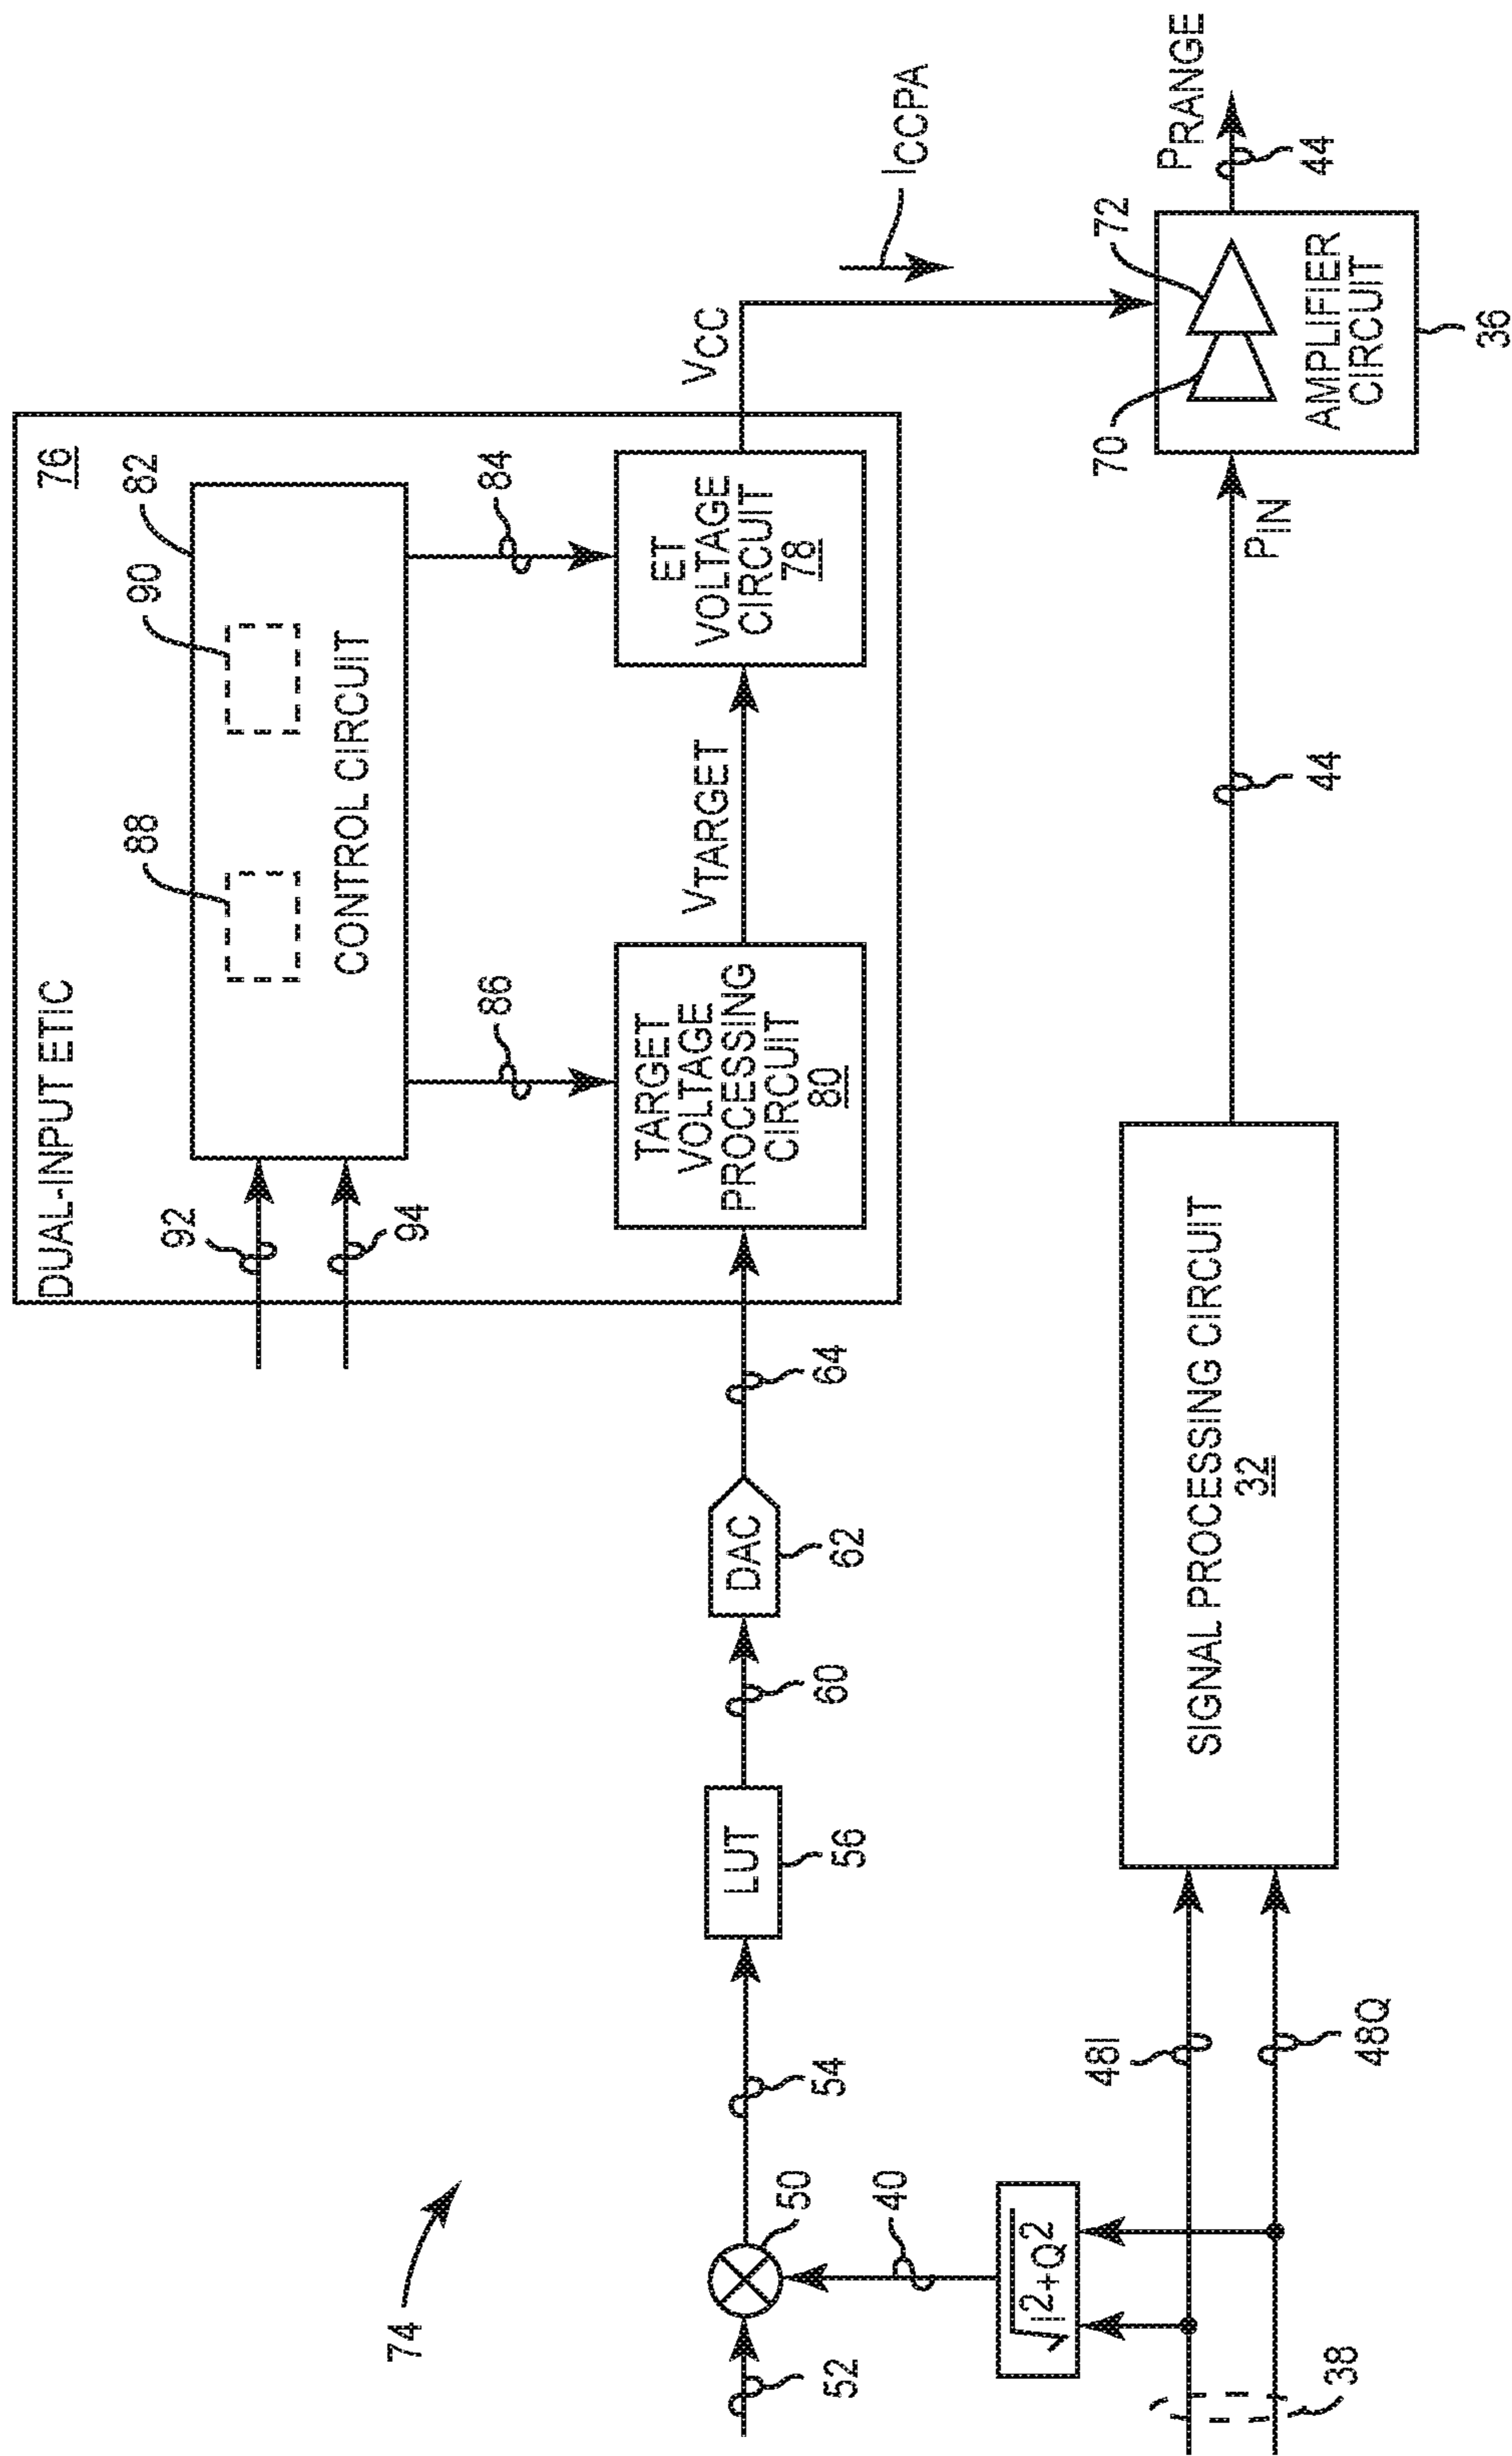 74
DUAL-INPUT ETIC
76
88
90
82
CONTROL CIRCUIT
92
94
86
84
TARGET
VOLTAGE
PROCESSING
CIRCUIT
80
VTARGET
ET
VOLTAGE
CIRCUIT
78
VCC
ICCPA
52
50
54
LUT
56
60
DAC
62
64
40
√I2+Q2
38
48I
48Q
SIGNAL PROCESSING CIRCUIT
32
44
PIN
70
72
AMPLIFIER
CIRCUIT
36
PRANGE
44